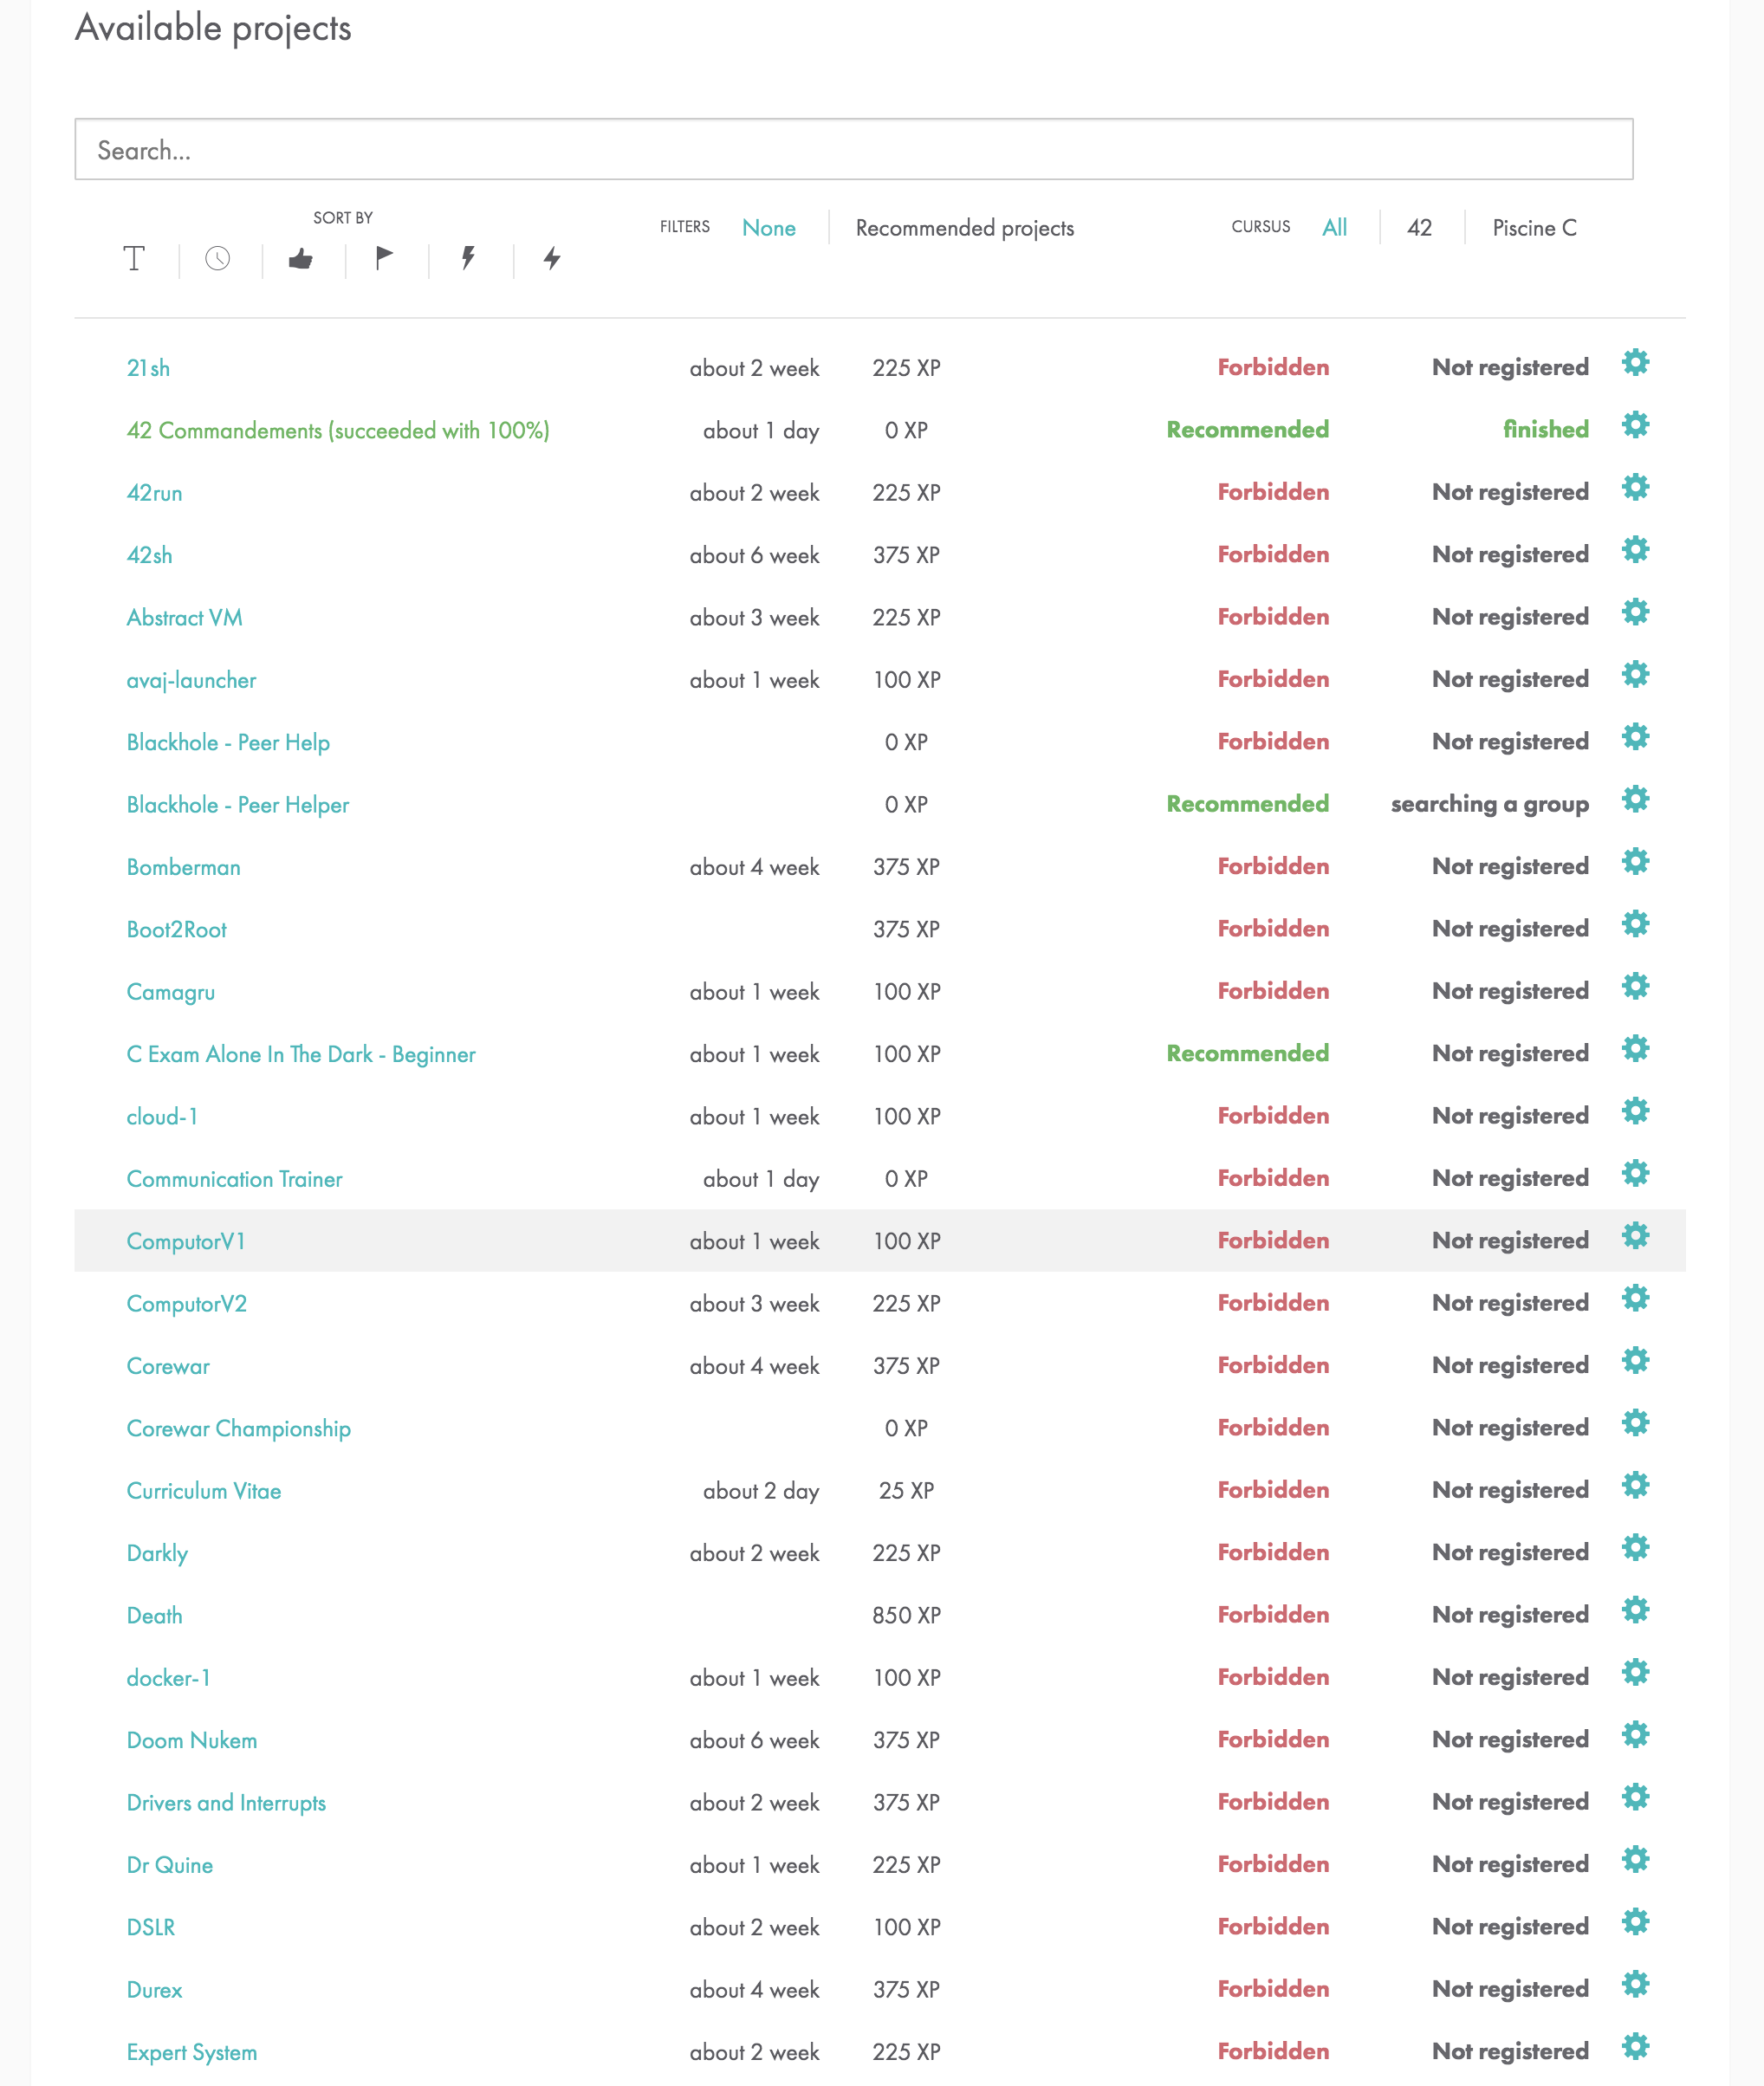 Available projects
Search...
SORT BY
FILTERS None Recommended projects CURSUS All 42 Piscine C
21sh about 2 week 225 XP Forbidden Not registered
42 Commandements (succeeded with 100%) about 1 day 0 XP Recommended finished
42run about 2 week 225 XP Forbidden Not registered
42sh about 6 week 375 XP Forbidden Not registered
Abstract VM about 3 week 225 XP Forbidden Not registered
avaj-launcher about 1 week 100 XP Forbidden Not registered
Blackhole - Peer Help 0 XP Forbidden Not registered
Blackhole - Peer Helper 0 XP Recommended searching a group
Bomberman about 4 week 375 XP Forbidden Not registered
Boot2Root 375 XP Forbidden Not registered
Camagru about 1 week 100 XP Forbidden Not registered
C Exam Alone In The Dark - Beginner about 1 week 100 XP Recommended Not registered
cloud-1 about 1 week 100 XP Forbidden Not registered
Communication Trainer about 1 day 0 XP Forbidden Not registered
ComputorV1 about 1 week 100 XP Forbidden Not registered
ComputorV2 about 3 week 225 XP Forbidden Not registered
Corewar about 4 week 375 XP Forbidden Not registered
Corewar Championship 0 XP Forbidden Not registered
Curriculum Vitae about 2 day 25 XP Forbidden Not registered
Darkly about 2 week 225 XP Forbidden Not registered
Death 850 XP Forbidden Not registered
docker-1 about 1 week 100 XP Forbidden Not registered
Doom Nukem about 6 week 375 XP Forbidden Not registered
Drivers and Interrupts about 2 week 375 XP Forbidden Not registered
Dr Quine about 1 week 225 XP Forbidden Not registered
DSLR about 2 week 100 XP Forbidden Not registered
Durex about 4 week 375 XP Forbidden Not registered
Expert System about 2 week 225 XP Forbidden Not registered